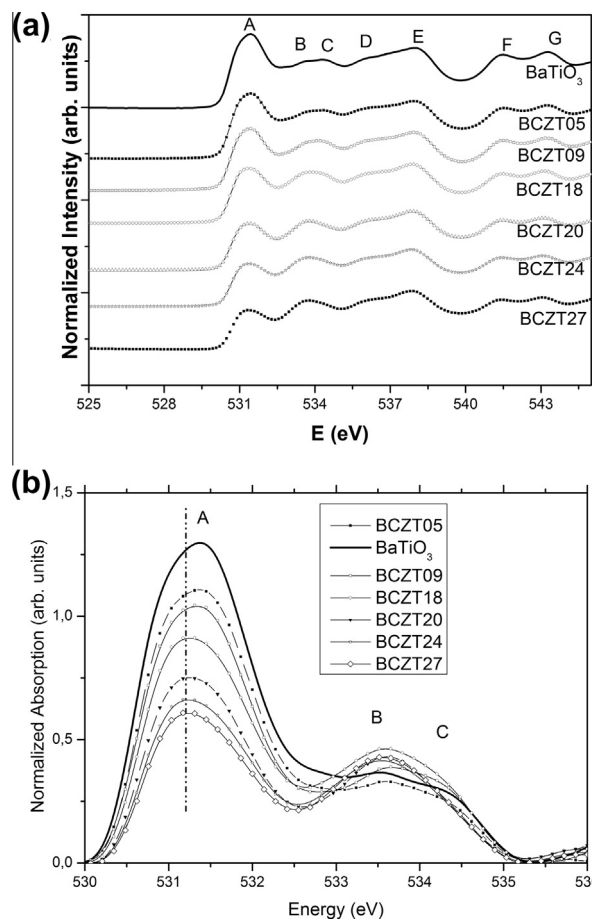 (a)
A
B C D E F G
BaTiO3
BCZT05
BCZT09
BCZT18
BCZT20
BCZT24
BCZT27
Normalized Intensity (arb. units)
525 528 531 534 537 540 543
E (eV)
(b)
1,5
1,0
0,5
0,0
Normalized Absorption (arb. units)
A
B
C
BCZT05
BaTiO3
BCZT09
BCZT18
BCZT20
BCZT24
BCZT27
530 531 532 533 534 535 536
Energy (eV)